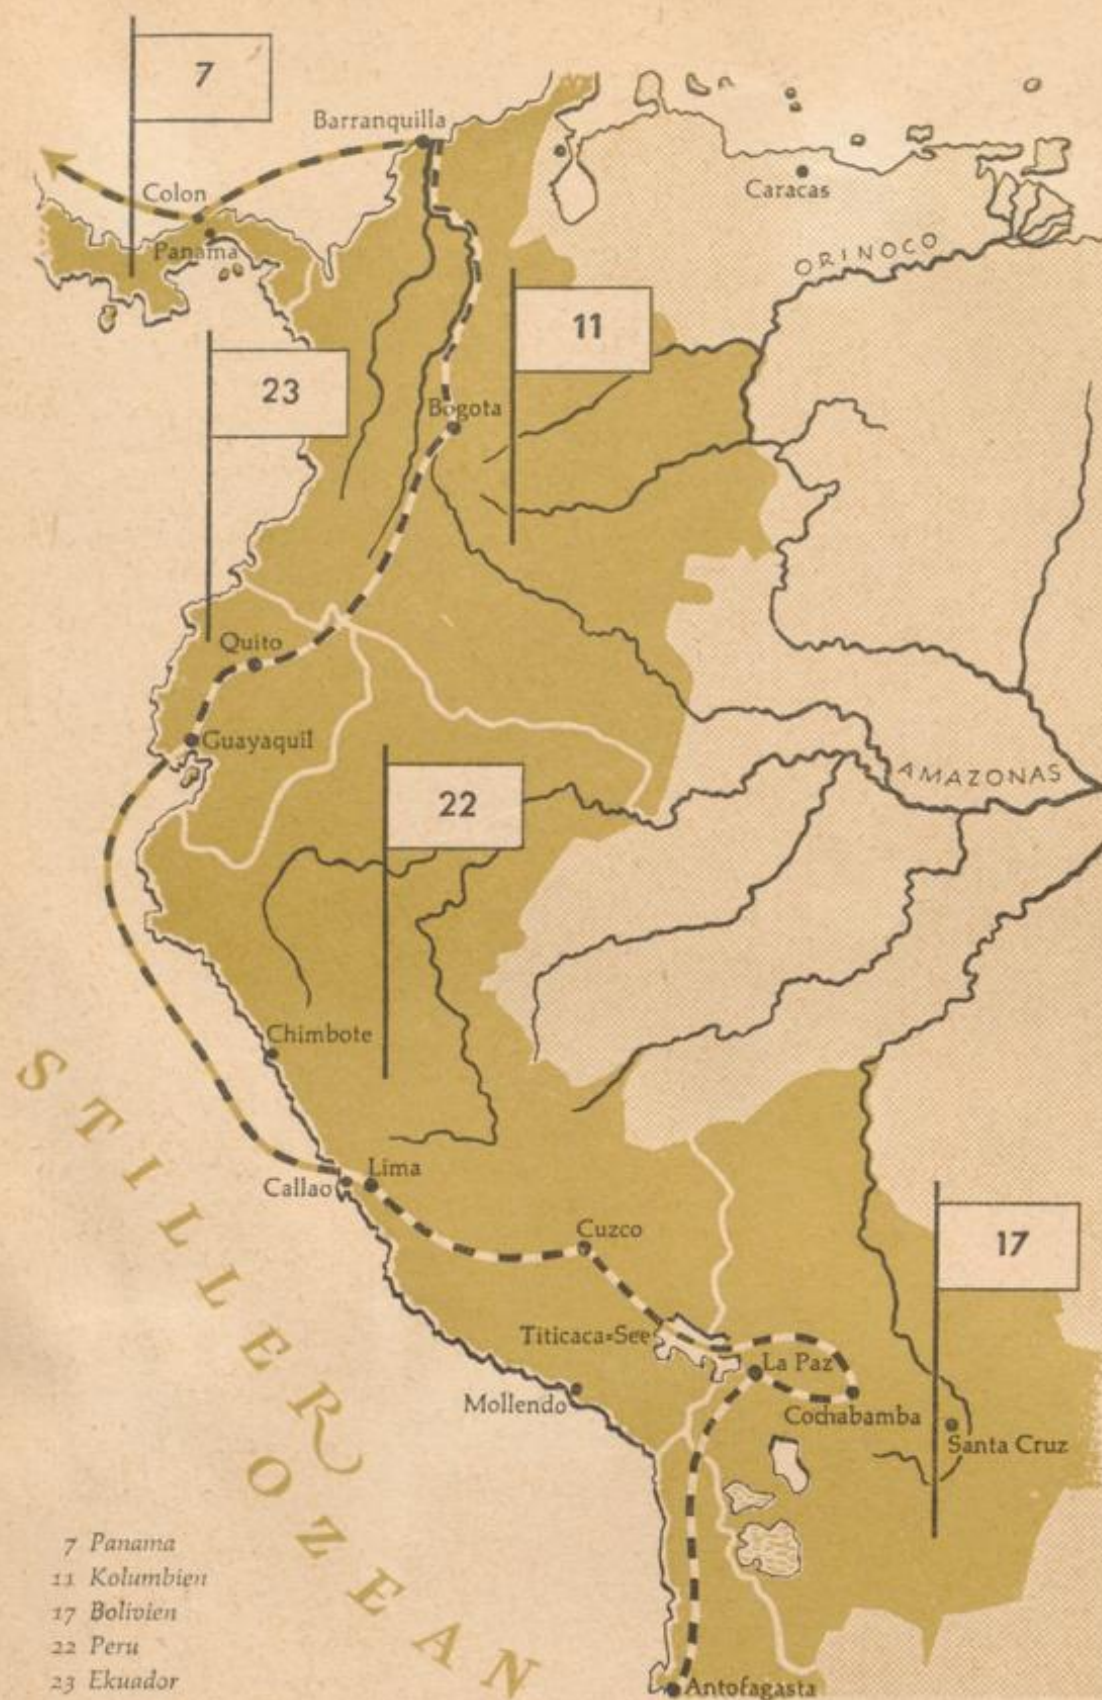 7
Barranquilla
Colon
Caracas
Panama
ORINOCO
11
23
Bogota
Quito
Guayaquil
AMAZONAS
22
Chimbote
STILLER OZEAN
Lima
Callao
Cuzco
17
Titicaca=See
La Paz
Mollendo
Cochabamba
Santa Cruz
7 Panama
11 Kolumbien
17 Bolivien
22 Peru
23 Ekuador
Antofagasta